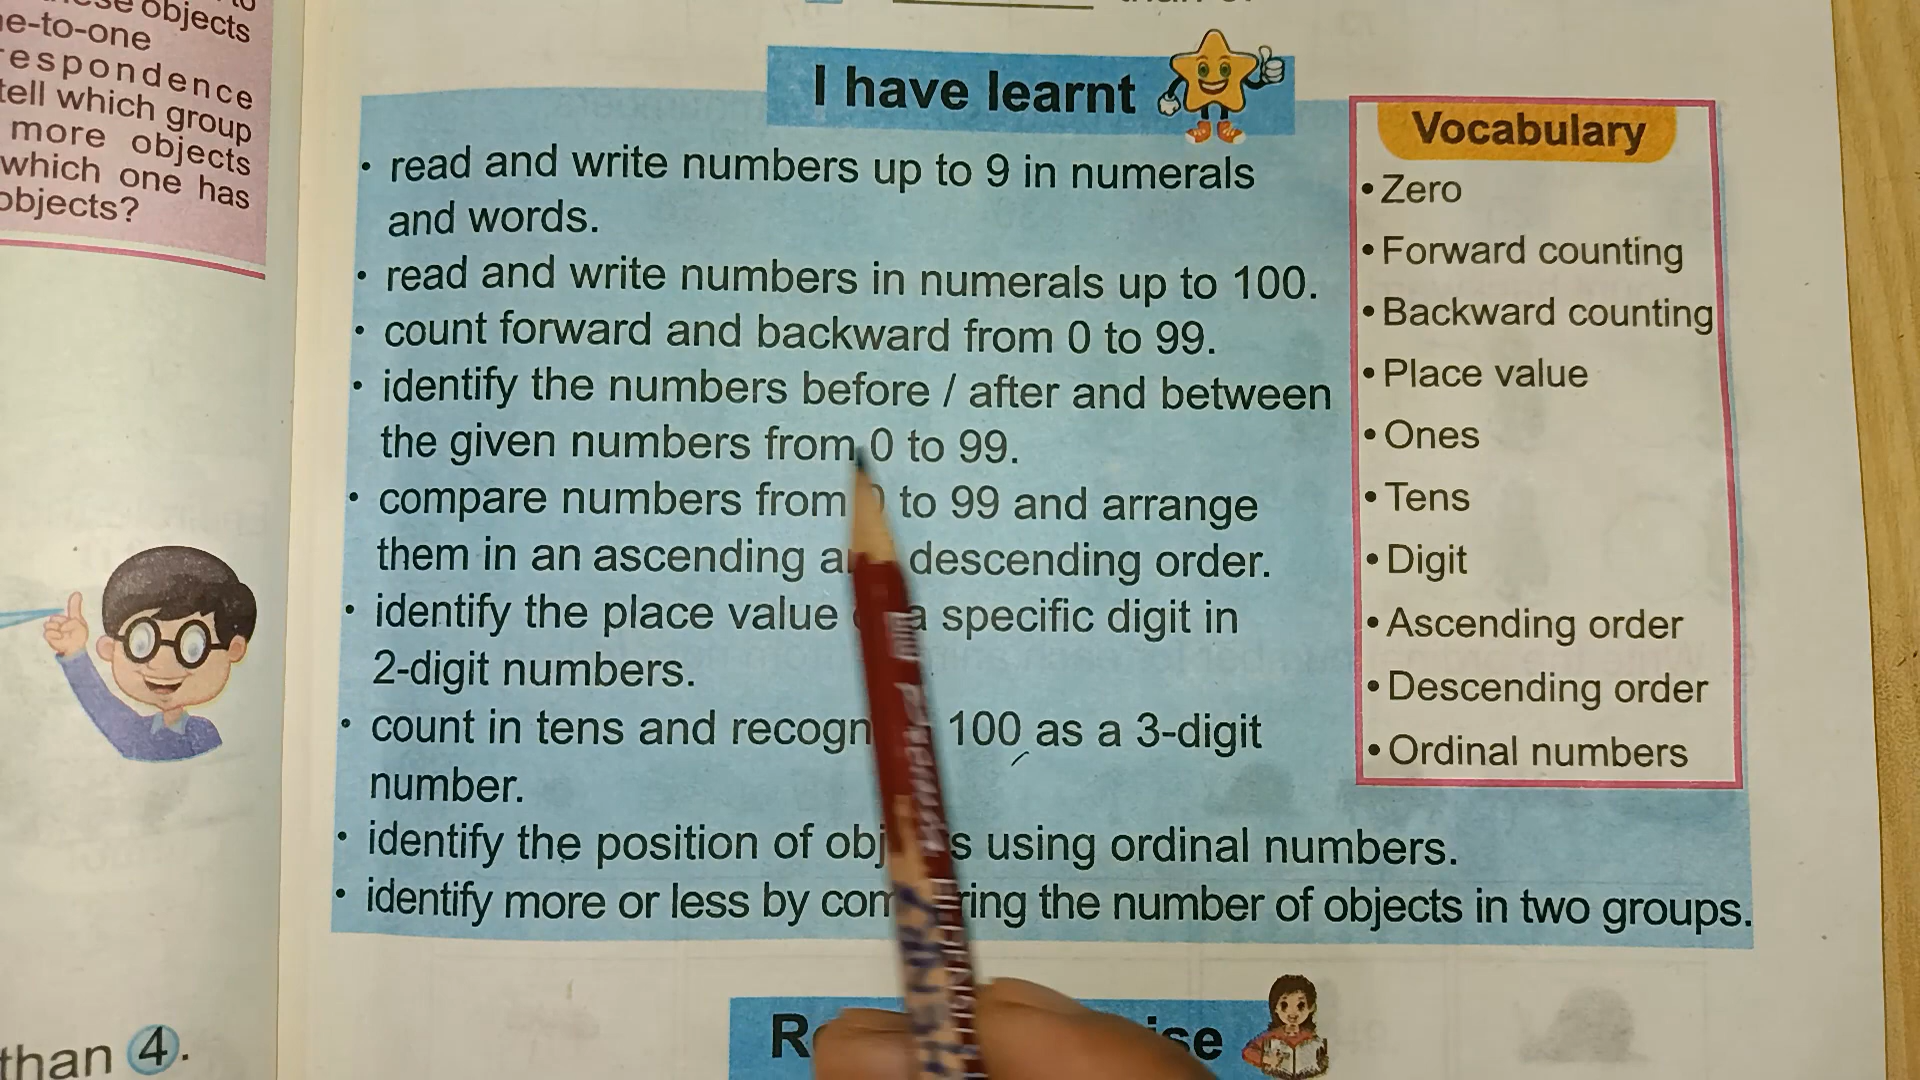 objects
e-to-one
respondence
tell which group
more objects
which one has
objects?
than 4.
I have learnt
• read and write numbers up to 9 in numerals
and words.
• read and write numbers in numerals up to 100.
• count forward and backward from 0 to 99.
• identify the numbers before / after and between
the given numbers from 0 to 99.
• compare numbers from to 99 and arrange
them in an ascending descending order.
• identify the place value a specific digit in
2-digit numbers.
• count in tens and 100 as a 3-digit
number.
• identify the position of using ordinal numbers.
• identify more or less by the number of objects in two groups.
Vocabulary
• Zero
• Forward counting
• Backward counting
• Place value
• Ones
• Tens
• Digit
• Ascending order
• Descending order
• Ordinal numbers